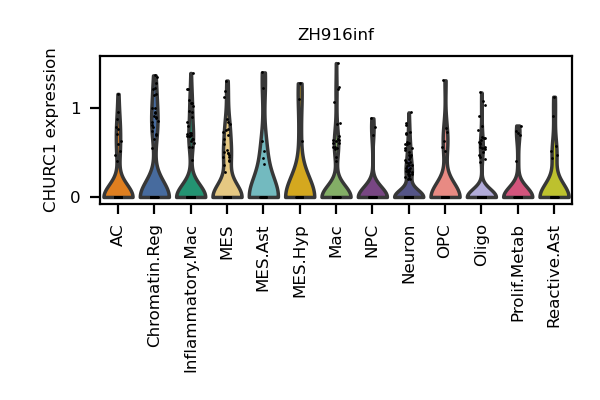 ZH916inf
CHURC1 expression
1
0
AC
Chromatin.Reg
Inflammatory.Mac
MES
MES.Ast
MES.Hyp
Mac
NPC
Neuron
OPC
Oligo
Prolif.Metab
Reactive.Ast